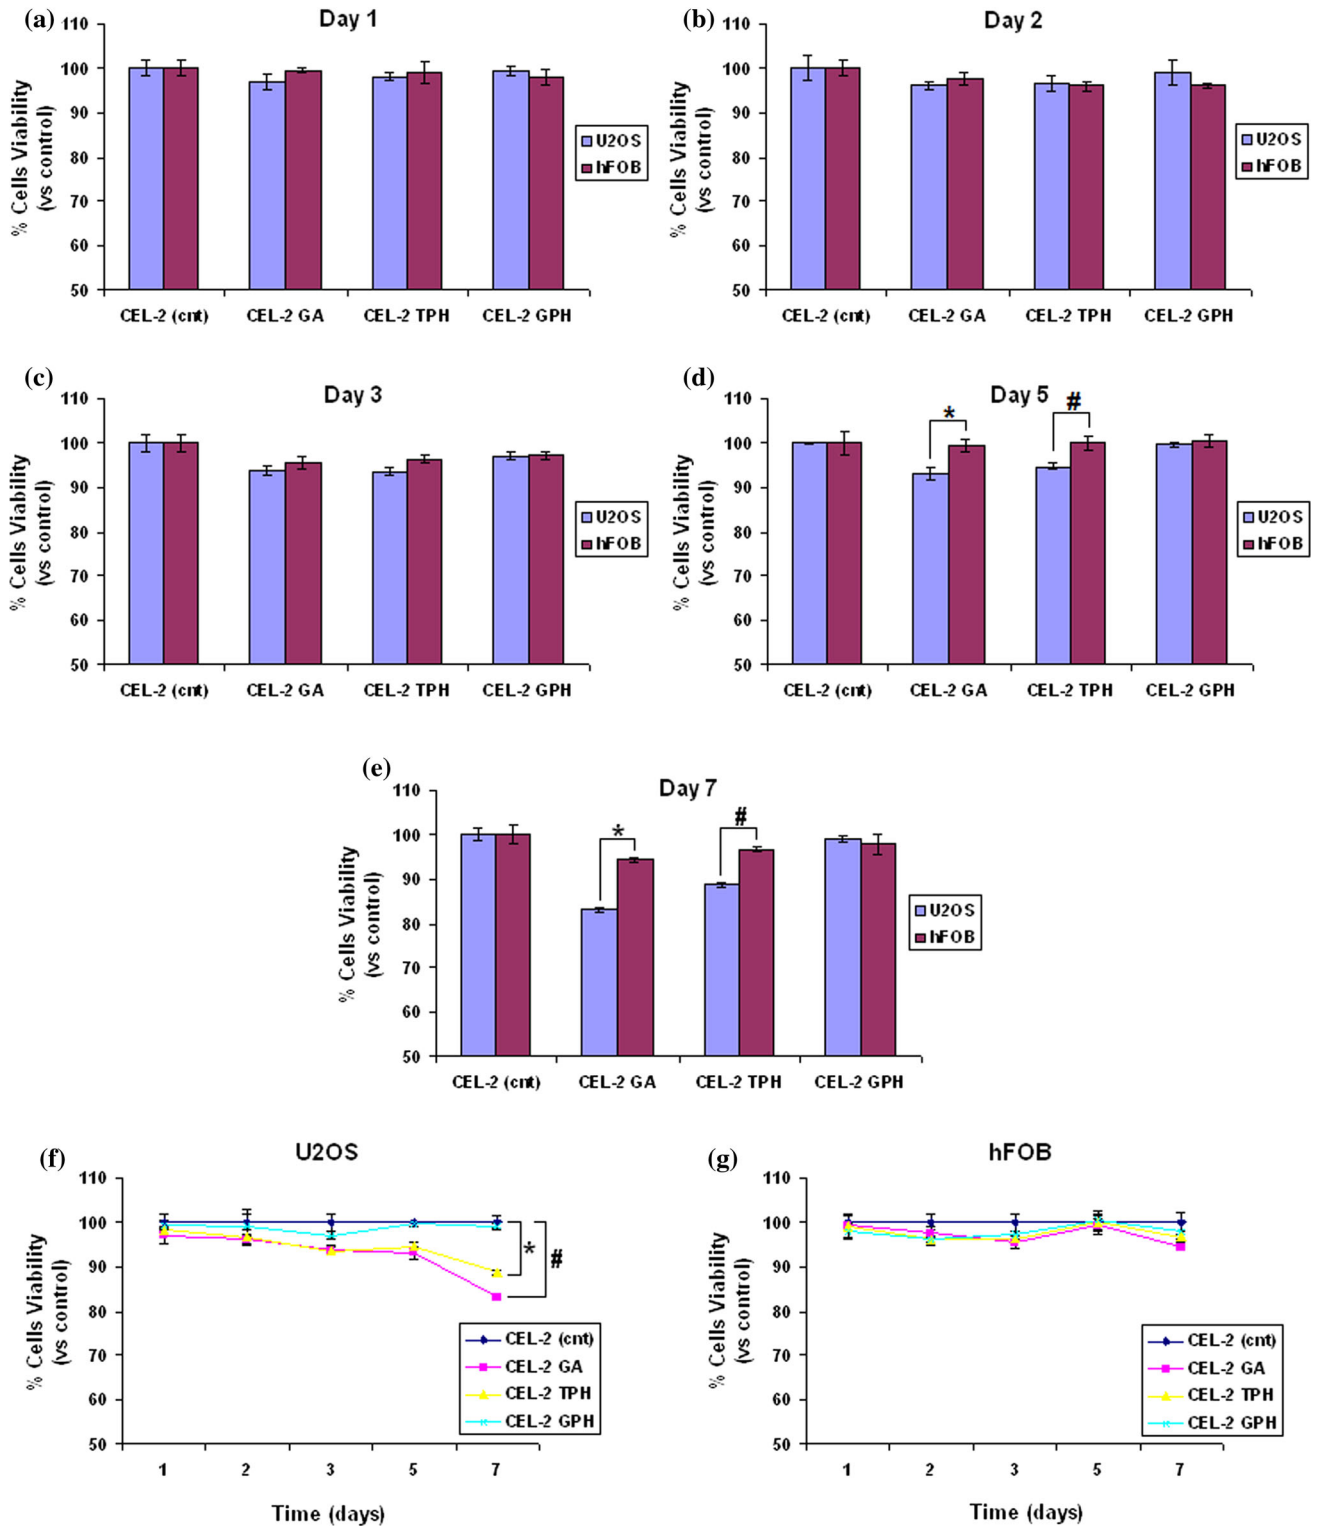 (a)
Day 1
110
100
90
80
70
60
50
% Cells Viability
(vs control)
U2OS
hFOB
CEL-2 (cnt) CEL-2 GA CEL-2 TPH CEL-2 GPH
(b)
Day 2
110
100
90
80
70
60
50
% Cells Viability
(vs control)
U2OS
hFOB
CEL-2 (cnt) CEL-2 GA CEL-2 TPH CEL-2 GPH
(c)
Day 3
110
100
90
80
70
60
50
% Cells Viability
(vs control)
U2OS
hFOB
CEL-2 (cnt) CEL-2 GA CEL-2 TPH CEL-2 GPH
(d)
Day 5
110
100
90
80
70
60
50
% Cells Viability
(vs control)
* #
U2OS
hFOB
CEL-2 (cnt) CEL-2 GA CEL-2 TPH CEL-2 GPH
(e)
Day 7
110
100
90
80
70
60
50
% Cells Viability
(vs control)
* #
U2OS
hFOB
CEL-2 (cnt) CEL-2 GA CEL-2 TPH CEL-2 GPH
(f)
U2OS
110
100
90
80
70
60
50
% Cells Viability
(vs control)
* #
CEL-2 (cnt)
CEL-2 GA
CEL-2 TPH
CEL-2 GPH
1 2 3 5 7
Time (days)
(g)
hFOB
110
100
90
80
70
60
50
% Cells Viability
(vs control)
CEL-2 (cnt)
CEL-2 GA
CEL-2 TPH
CEL-2 GPH
1 2 3 5 7
Time (days)